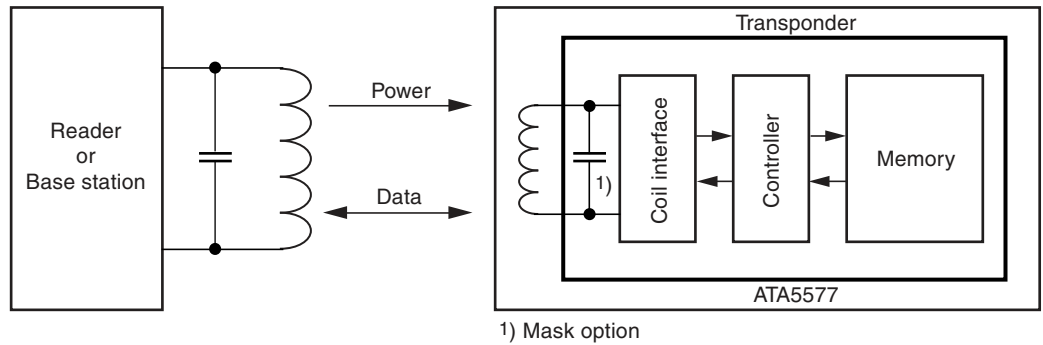 Transponder
Reader
or
Base station
Power
Data
1)
Coil interface
Controller
Memory
ATA5577
1) Mask option